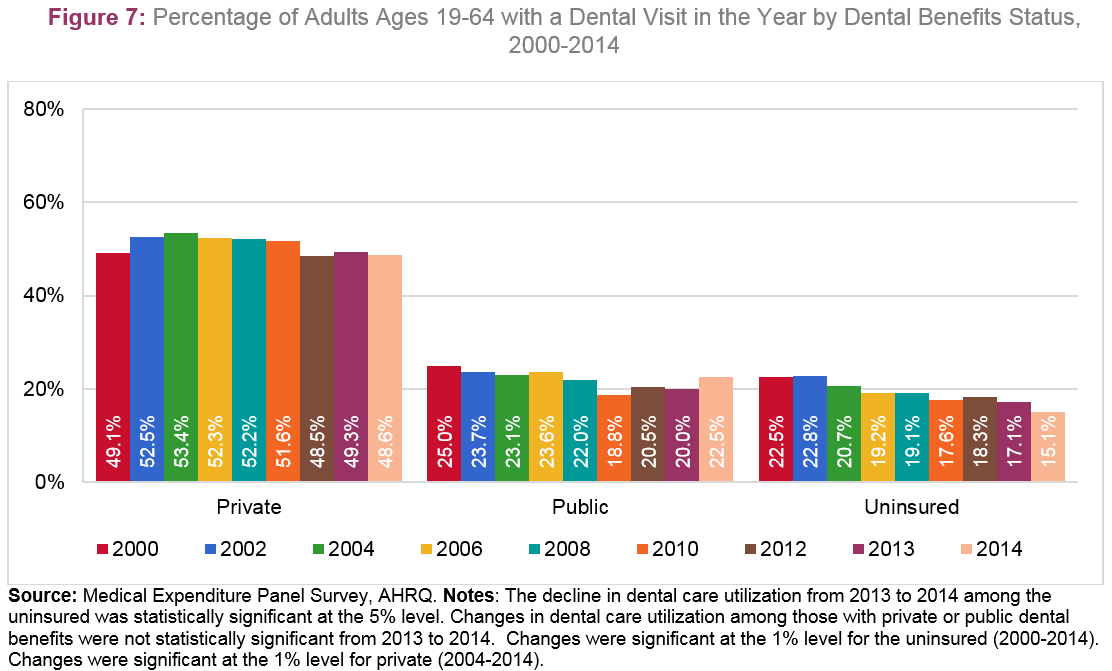 Figure 7: Percentage of Adults Ages 19-64 with a Dental Visit in the Year by Dental Benefits Status,
2000-2014
80%
60%
40%
20%
0%
49.1% 52.5% 53.4% 52.3% 52.2% 51.6% 48.5% 49.3% 48.6%
25.0% 23.7% 23.1% 23.6% 22.0% 18.8% 20.5% 20.0% 22.5%
22.5% 22.8% 20.7% 19.2% 19.1% 17.6% 18.3% 17.1% 15.1%
Private Public Uninsured
2000 2002 2004 2006 2008 2010 2012 2013 2014
Source: Medical Expenditure Panel Survey, AHRQ. Notes: The decline in dental care utilization from 2013 to 2014 among the
uninsured was statistically significant at the 5% level. Changes in dental care utilization among those with private or public dental
benefits were not statistically significant from 2013 to 2014. Changes were significant at the 1% level for the uninsured (2000-2014).
Changes were significant at the 1% level for private (2004-2014).